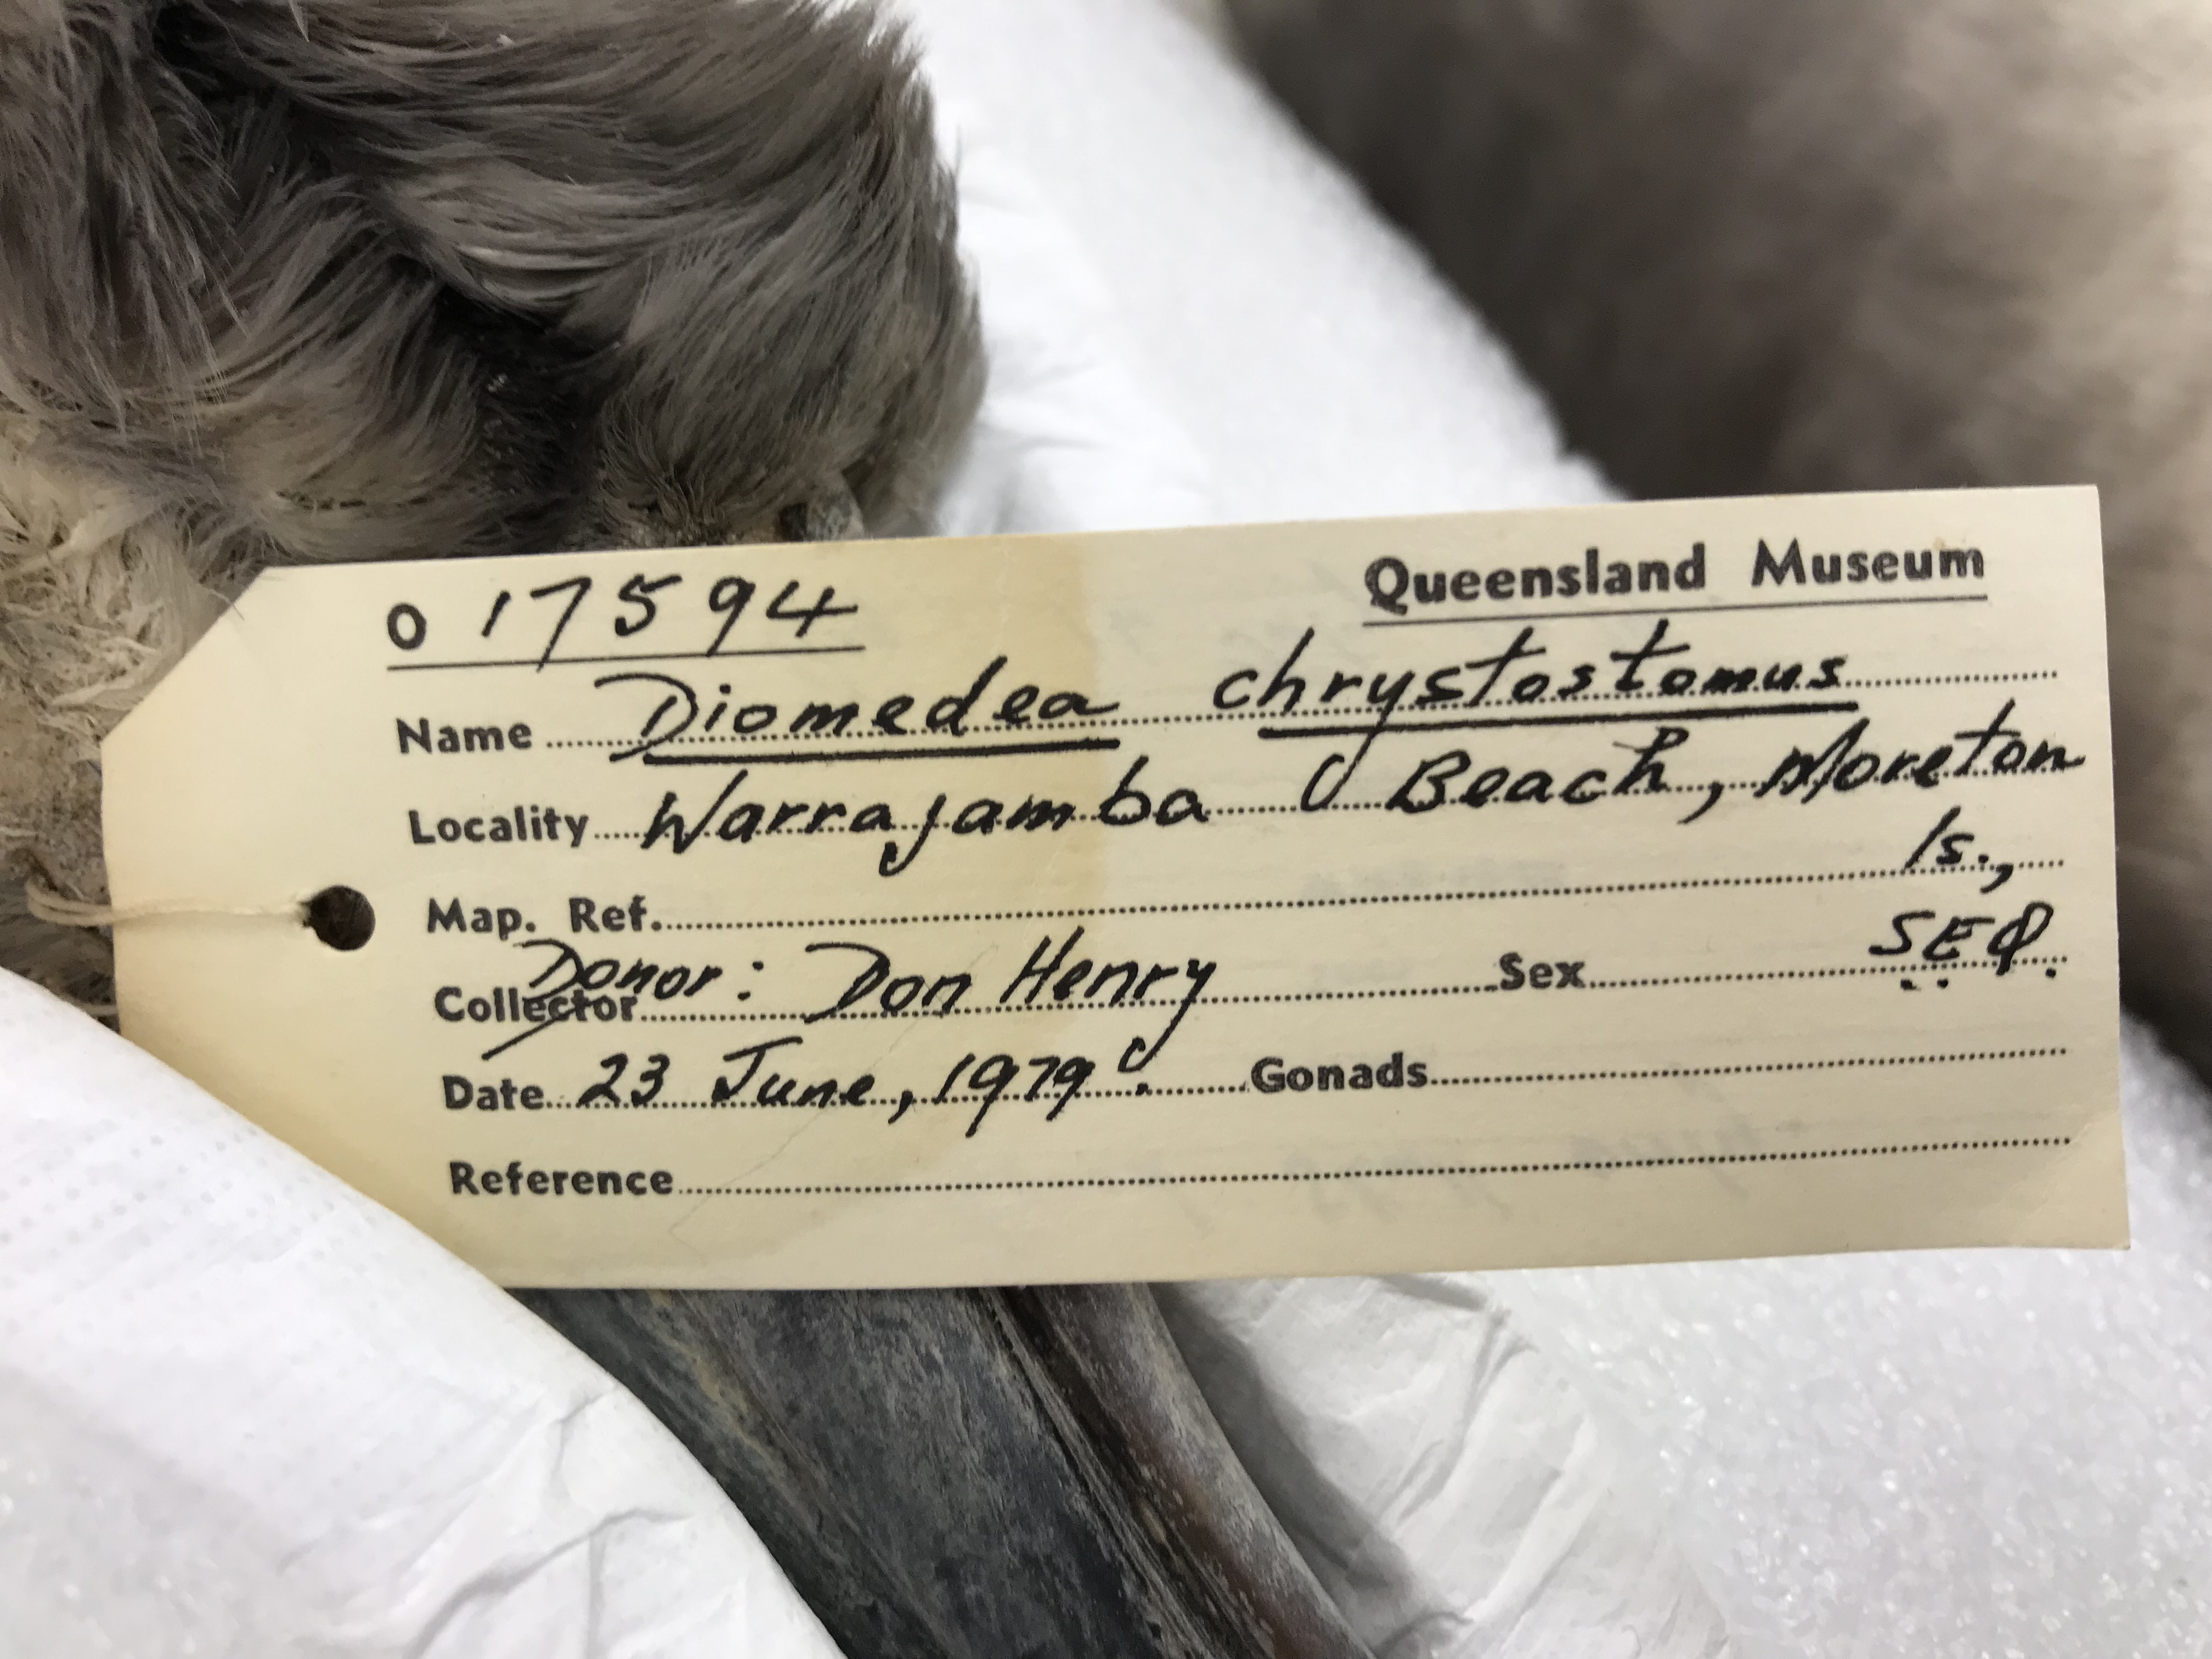 O 17594
Queensland Museum
Name Diomedea chrystostomus
Locality Warrajamba Beach, Moreton
Is.,
Map. Ref. SEQ.
Donor: Don Henry
Collector Sex
Date 23 June, 1979 Gonads
Reference